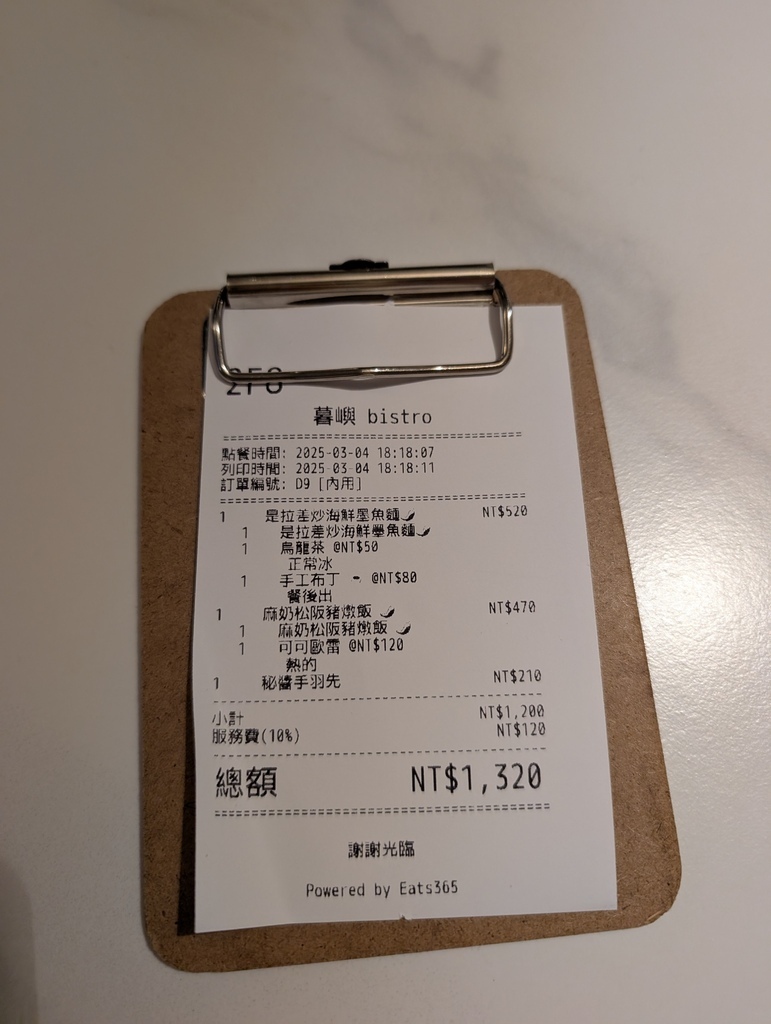 2F8
暮嶼 bistro
點餐時間: 2025-03-04 18:18:07
列印時間: 2025-03-04 18:18:11
訂單編號: D9 [內用]
1 是拉差炒海鮮墨魚麵🌶 NT$520
1 是拉差炒海鮮墨魚麵🌶
1 烏龍茶 @NT$50
正常冰
1 手工布丁 - @NT$80
餐後出
1 麻奶松阪豬燉飯 🌶 NT$470
1 麻奶松阪豬燉飯 🌶
1 可可歐蕾 @NT$120
熱的
1 秘醬手羽先 NT$210
小計 NT$1,200
服務費(10%) NT$120
總額 NT$1,320
謝謝光臨
Powered by Eats365